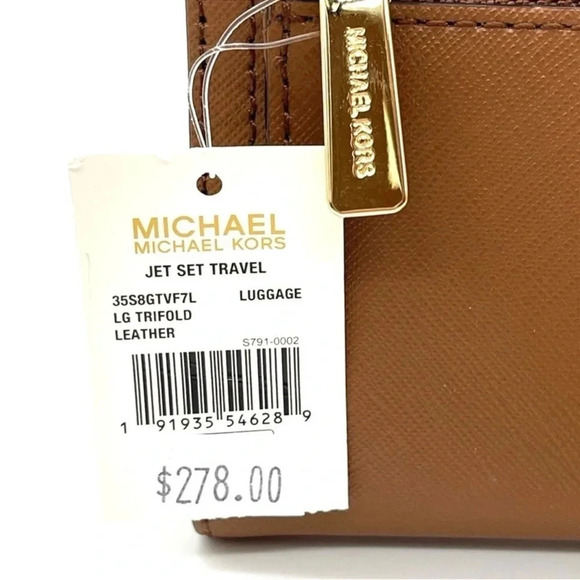 MICHAEL KORS
MICHAEL
MICHAEL KORS
JET SET TRAVEL
35S8GTVF7L LUGGAGE
LG TRIFOLD
LEATHER
S791-0002
1 91935 54628 9
$278.00